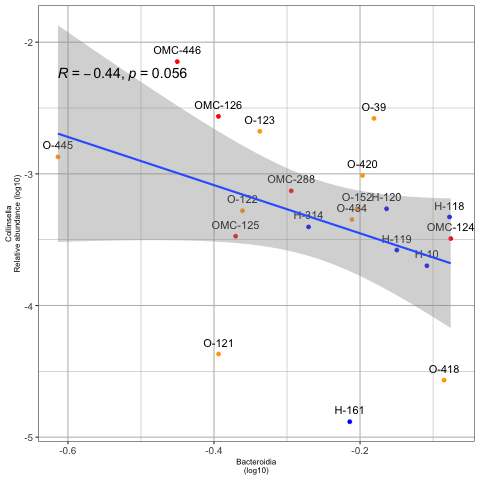 -2
-3
-4
-5
Collinsella
Relative abundance (log10)
R = −0.44, p = 0.056
OMC-446
OMC-126
O-123
O-39
O-445
O-420
OMC-288
O-122
O-152
H-120
O-484
H-314
H-118
OMC-125
OMC-124
H-119
H-10
O-121
O-418
H-161
-0.6
-0.4
-0.2
Bacteroidia
(log10)